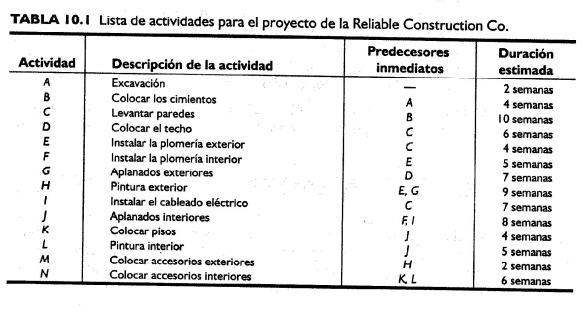 TABLA 10.1 Lista de actividades para el proyecto de la Reliable Construction Co.
Actividad Descripción de la actividad Predecesores inmediatos Duración estimada
A Excavación — 2 semanas
B Colocar los cimientos A 4 semanas
C Levantar paredes B 10 semanas
D Colocar el techo C 6 semanas
E Instalar la plomería exterior C 4 semanas
F Instalar la plomería interior E 5 semanas
G Aplanados exteriores D 7 semanas
H Pintura exterior E, G 9 semanas
I Instalar el cableado eléctrico C 7 semanas
J Aplanados interiores F, I 8 semanas
K Colocar pisos J 4 semanas
L Pintura interior J 5 semanas
M Colocar accesorios exteriores H 2 semanas
N Colocar accesorios interiores K, L 6 semanas